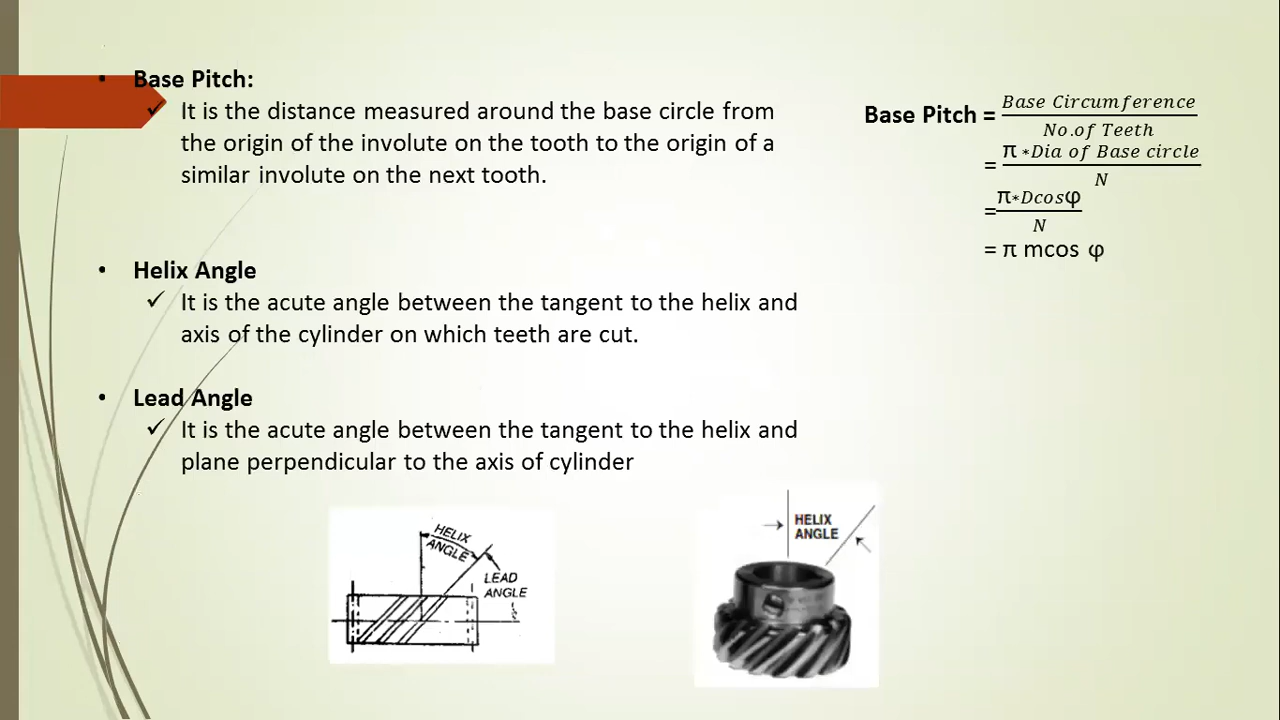 • Base Pitch:
✓ It is the distance measured around the base circle from
the origin of the involute on the tooth to the origin of a
similar involute on the next tooth.
Base Pitch = Base Circumference
No.of Teeth
= π *Dia of Base circle
N
= π*Dcosφ
N
= π mcos φ
• Helix Angle
✓ It is the acute angle between the tangent to the helix and
axis of the cylinder on which teeth are cut.
• Lead Angle
✓ It is the acute angle between the tangent to the helix and
plane perpendicular to the axis of cylinder
HELIX
ANGLE
LEAD
ANGLE
HELIX
ANGLE